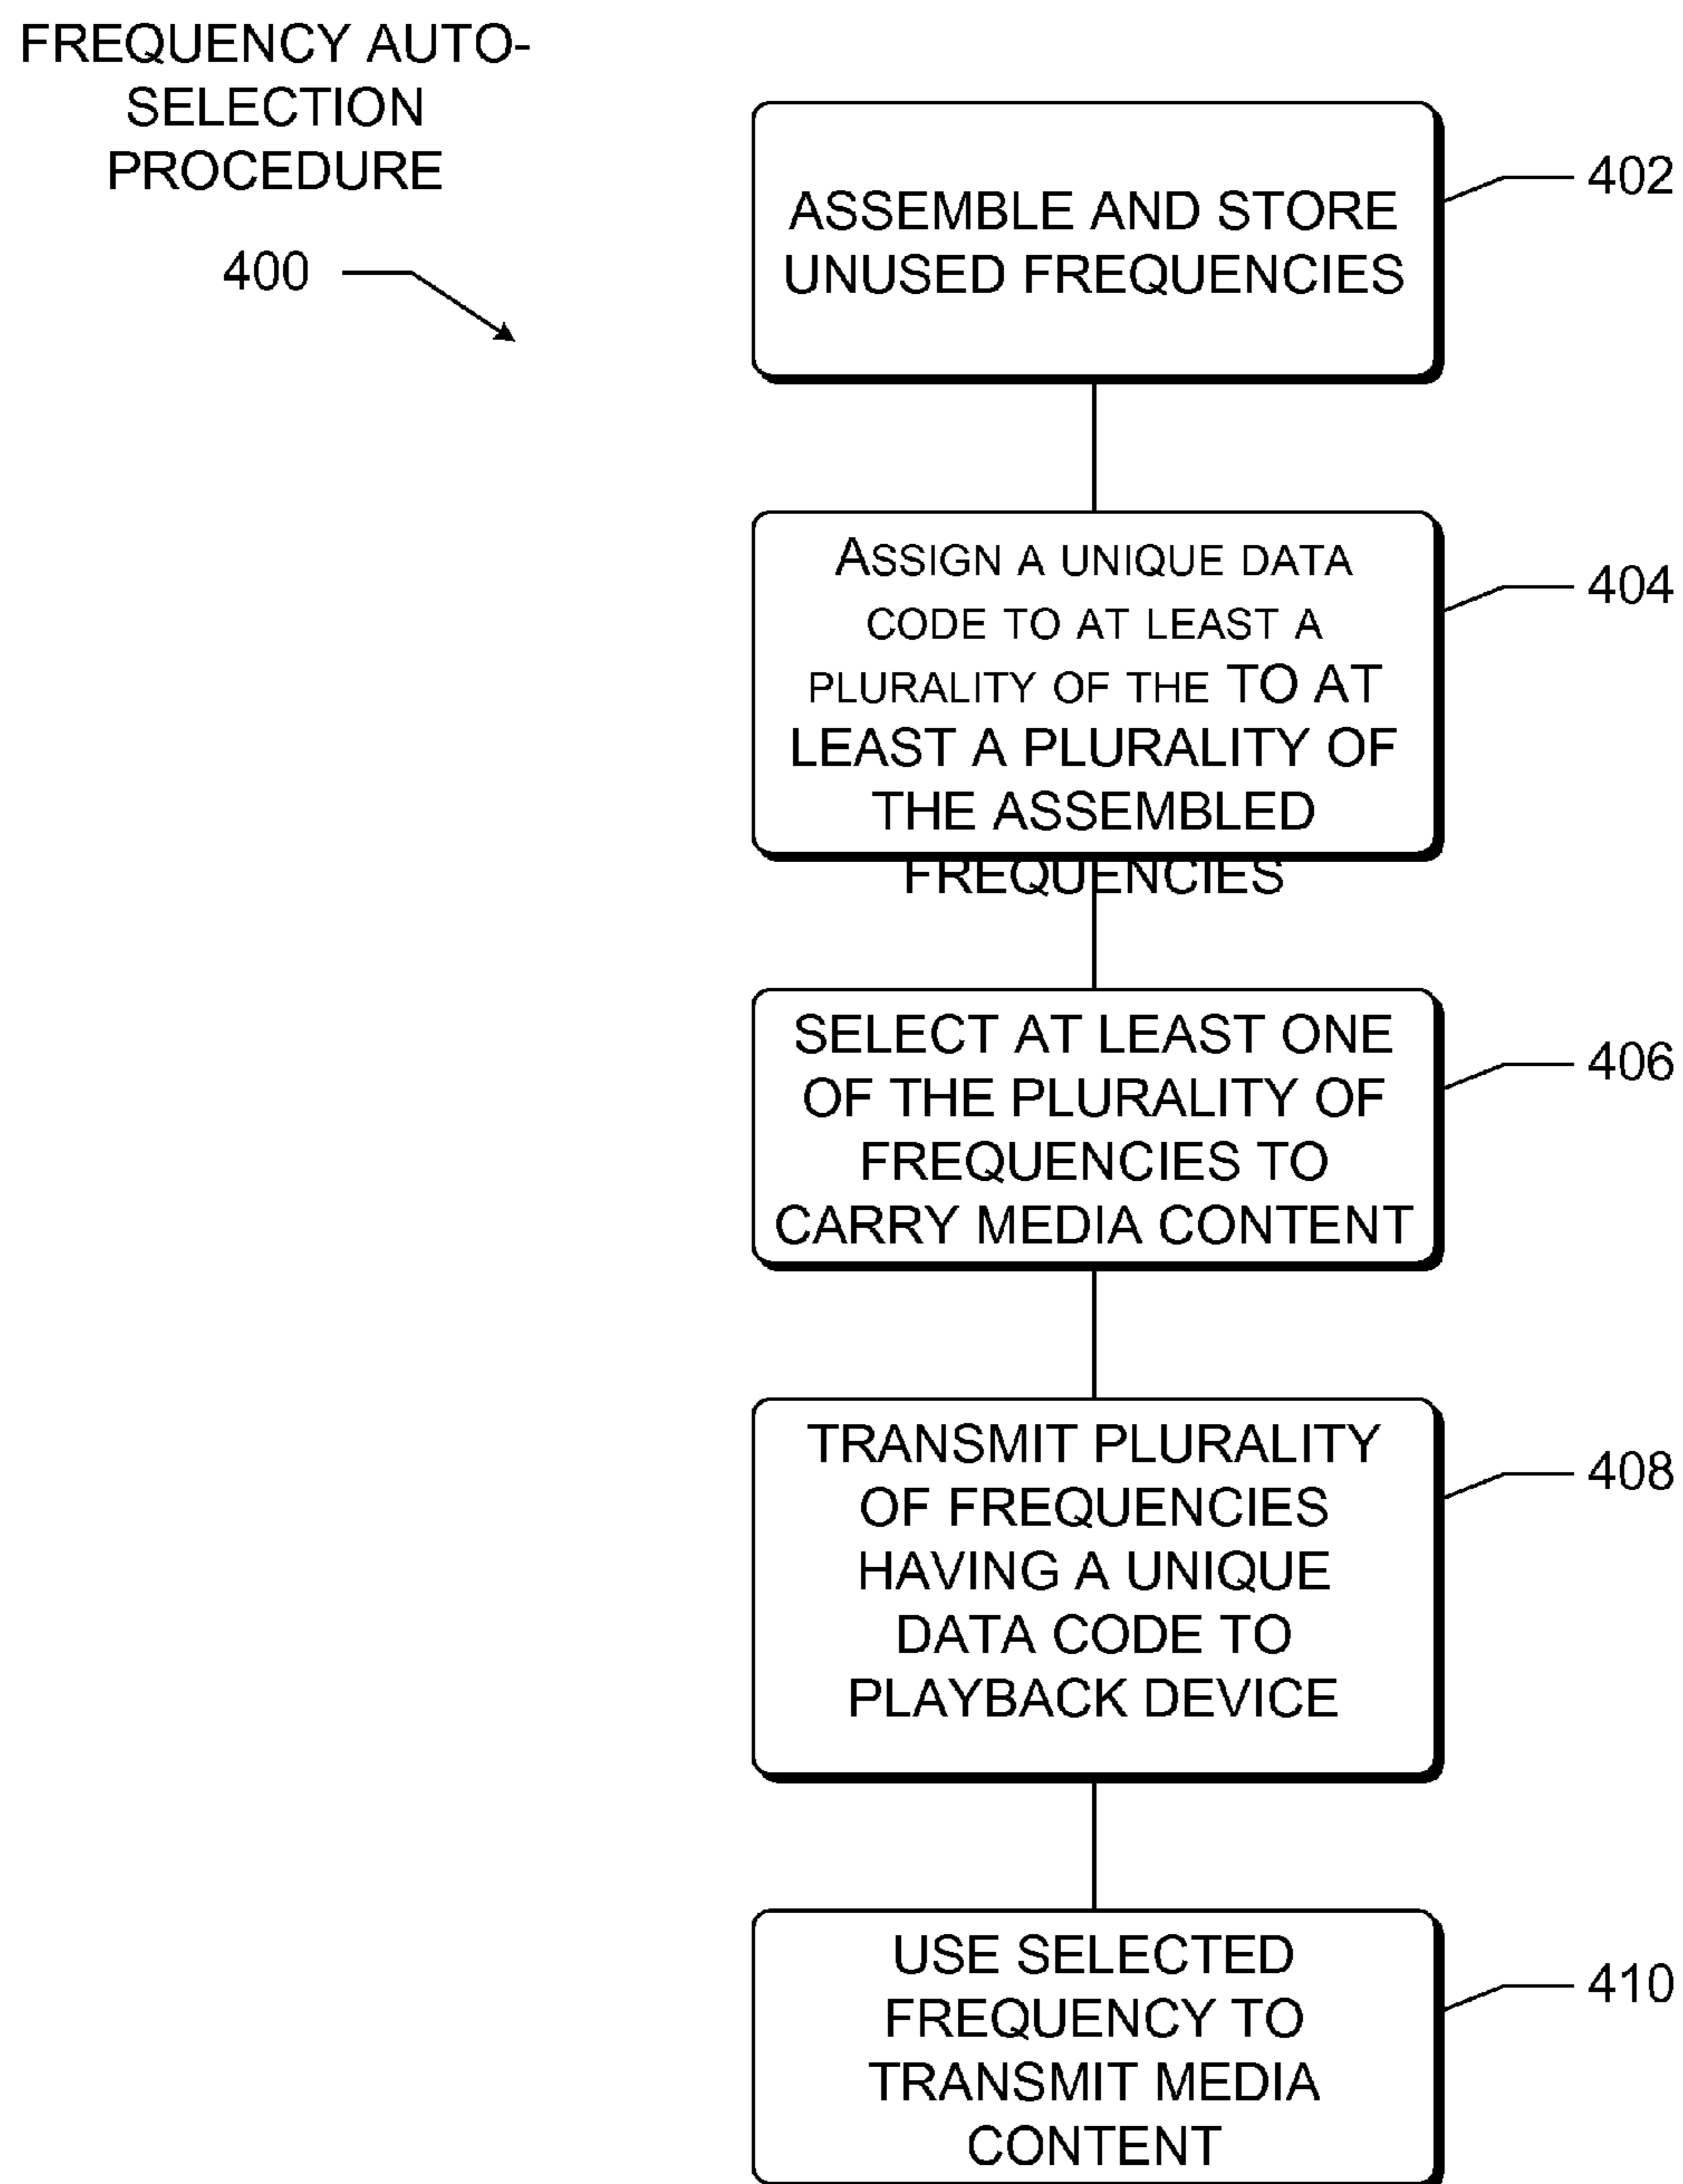 FREQUENCY AUTO-
SELECTION
PROCEDURE
400
ASSEMBLE AND STORE
UNUSED FREQUENCIES
402
ASSIGN A UNIQUE DATA
CODE TO AT LEAST A
PLURALITY OF THE TO AT
LEAST A PLURALITY OF
THE ASSEMBLED
FREQUENCIES
404
SELECT AT LEAST ONE
OF THE PLURALITY OF
FREQUENCIES TO
CARRY MEDIA CONTENT
406
TRANSMIT PLURALITY
OF FREQUENCIES
HAVING A UNIQUE
DATA CODE TO
PLAYBACK DEVICE
408
USE SELECTED
FREQUENCY TO
TRANSMIT MEDIA
CONTENT
410